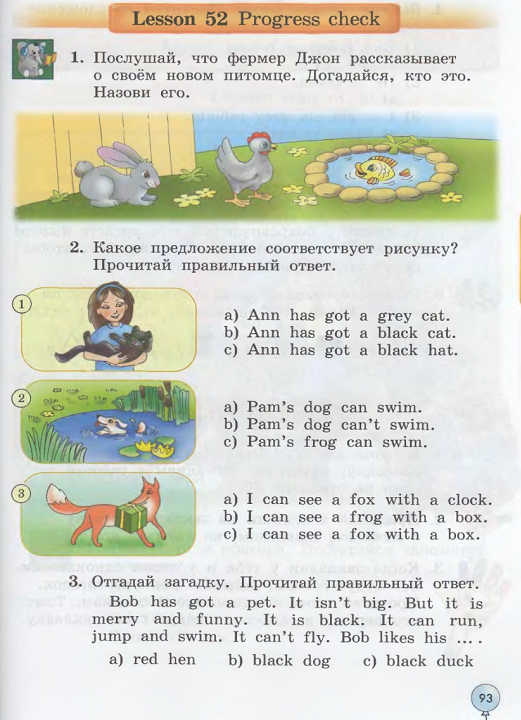 Lesson 52 Progress check
1. Послушай, что фермер Джон рассказывает
о своём новом питомце. Догадайся, кто это.
Назови его.
2. Какое предложение соответствует рисунку?
Прочитай правильный ответ.
1
a) Ann has got a grey cat.
b) Ann has got a black cat.
c) Ann has got a black hat.
2
a) Pam's dog can swim.
b) Pam's dog can't swim.
c) Pam's frog can swim.
3
a) I can see a fox with a clock.
b) I can see a frog with a box.
c) I can see a fox with a box.
3. Отгадай загадку. Прочитай правильный ответ.
Bob has got a pet. It isn't big. But it is
merry and funny. It is black. It can run,
jump and swim. It can't fly. Bob likes his ... .
a) red hen b) black dog c) black duck
93